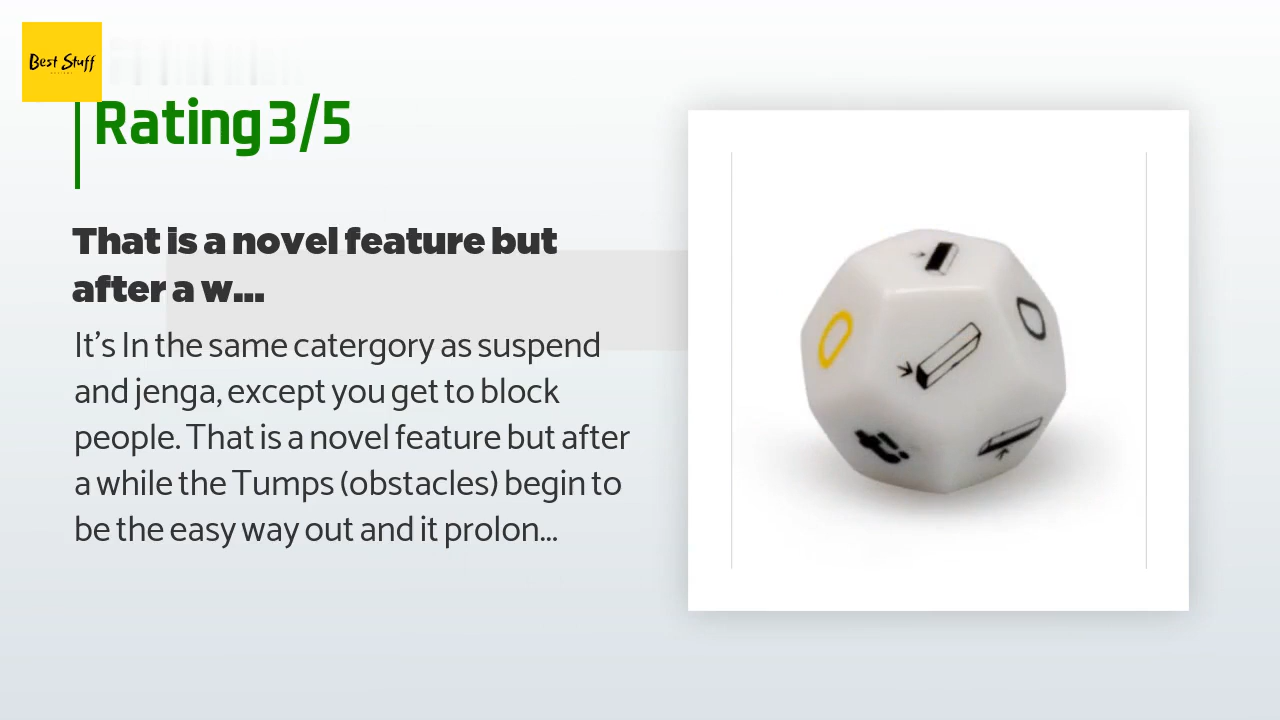 Best Stuff
Rating 3/5
That is a novel feature but
after a w...
It's In the same catergory as suspend
and jenga, except you get to block
people. That is a novel feature but after
a while the Tumps (obstacles) begin to
be the easy way out and it prolon...